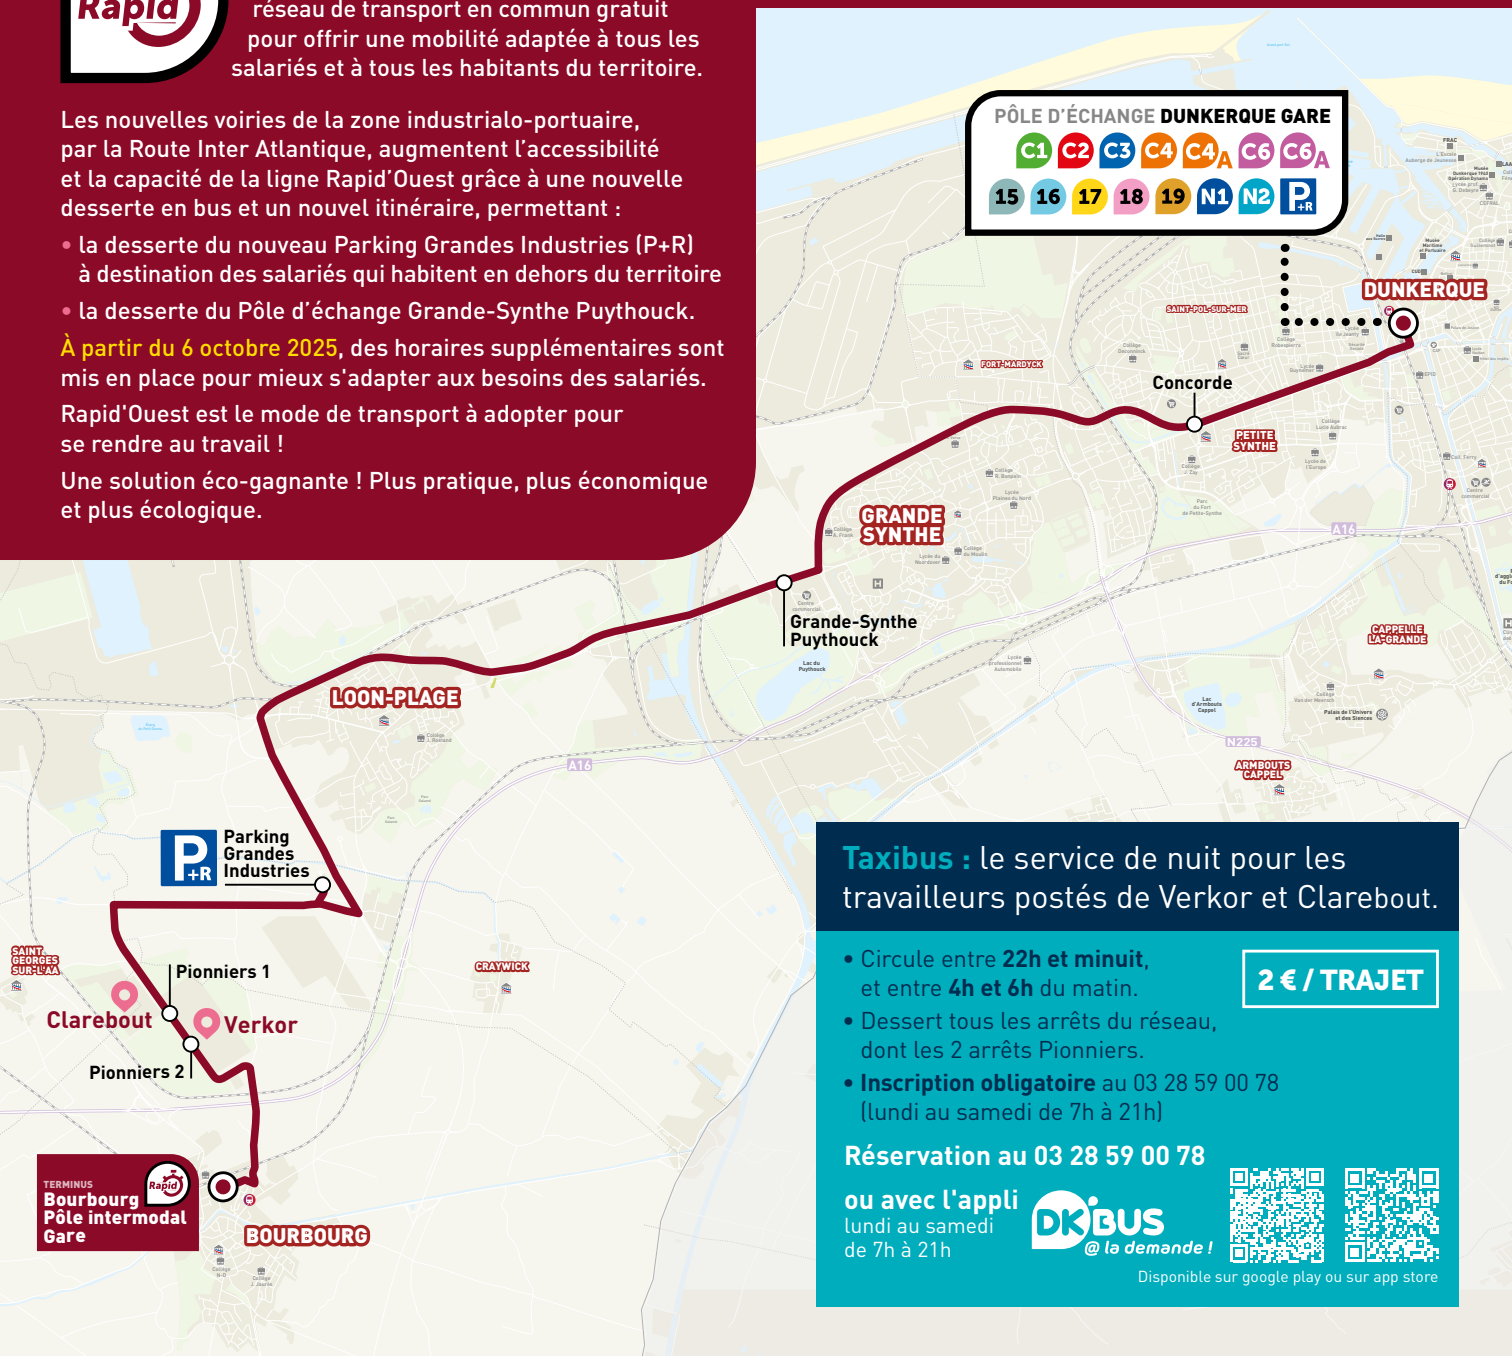 Rapid
réseau de transport en commun gratuit
pour offrir une mobilité adaptée à tous les
salariés et à tous les habitants du territoire.
Les nouvelles voiries de la zone industrialo-portuaire,
par la Route Inter Atlantique, augmentent l’accessibilité
et la capacité de la ligne Rapid’Ouest grâce à une nouvelle
desserte en bus et un nouvel itinéraire, permettant :
• la desserte du nouveau Parking Grandes Industries (P+R)
à destination des salariés qui habitent en dehors du territoire
• la desserte du Pôle d’échange Grande-Synthe Puythouck.
À partir du 6 octobre 2025, des horaires supplémentaires sont
mis en place pour mieux s'adapter aux besoins des salariés.
Rapid'Ouest est le mode de transport à adopter pour
se rendre au travail !
Une solution éco-gagnante ! Plus pratique, plus économique
et plus écologique.
PÔLE D’ÉCHANGE DUNKERQUE GARE
C1 C2 C3 C4 C4A C6 C6A
15 16 17 18 19 N1 N2 P+R
DUNKERQUE
SAINT-POL-SUR-MER
FORT-MARDYCK
Concorde
PETITE
SYNTHE
GRANDE
SYNTHE
A16
Grande-Synthe
Puythouck
Lac du
Puythouck
CAPPELLE
LA-GRANDE
Lac
d'Armbouts
Cappel
Palais de l'Univers
et des Siences
N225
ARMBOUTS
CAPPEL
LOON-PLAGE
A16
P+R
Parking
Grandes
Industries
SAINT
GEORGES
SUR-L'AA
CRAYWICK
Pionniers 1
Clarebout
Verkor
Pionniers 2
TERMINUS
Bourbourg
Pôle intermodal
Gare
Rapid
BOURBOURG
Taxibus : le service de nuit pour les
travailleurs postés de Verkor et Clarebout.
• Circule entre 22h et minuit,
et entre 4h et 6h du matin.
2 € / TRAJET
• Dessert tous les arrêts du réseau,
dont les 2 arrêts Pionniers.
• Inscription obligatoire au 03 28 59 00 78
(lundi au samedi de 7h à 21h)
Réservation au 03 28 59 00 78
ou avec l'appli
lundi au samedi
de 7h à 21h
DK'BUS
@ la demande !
Disponible sur google play ou sur app store